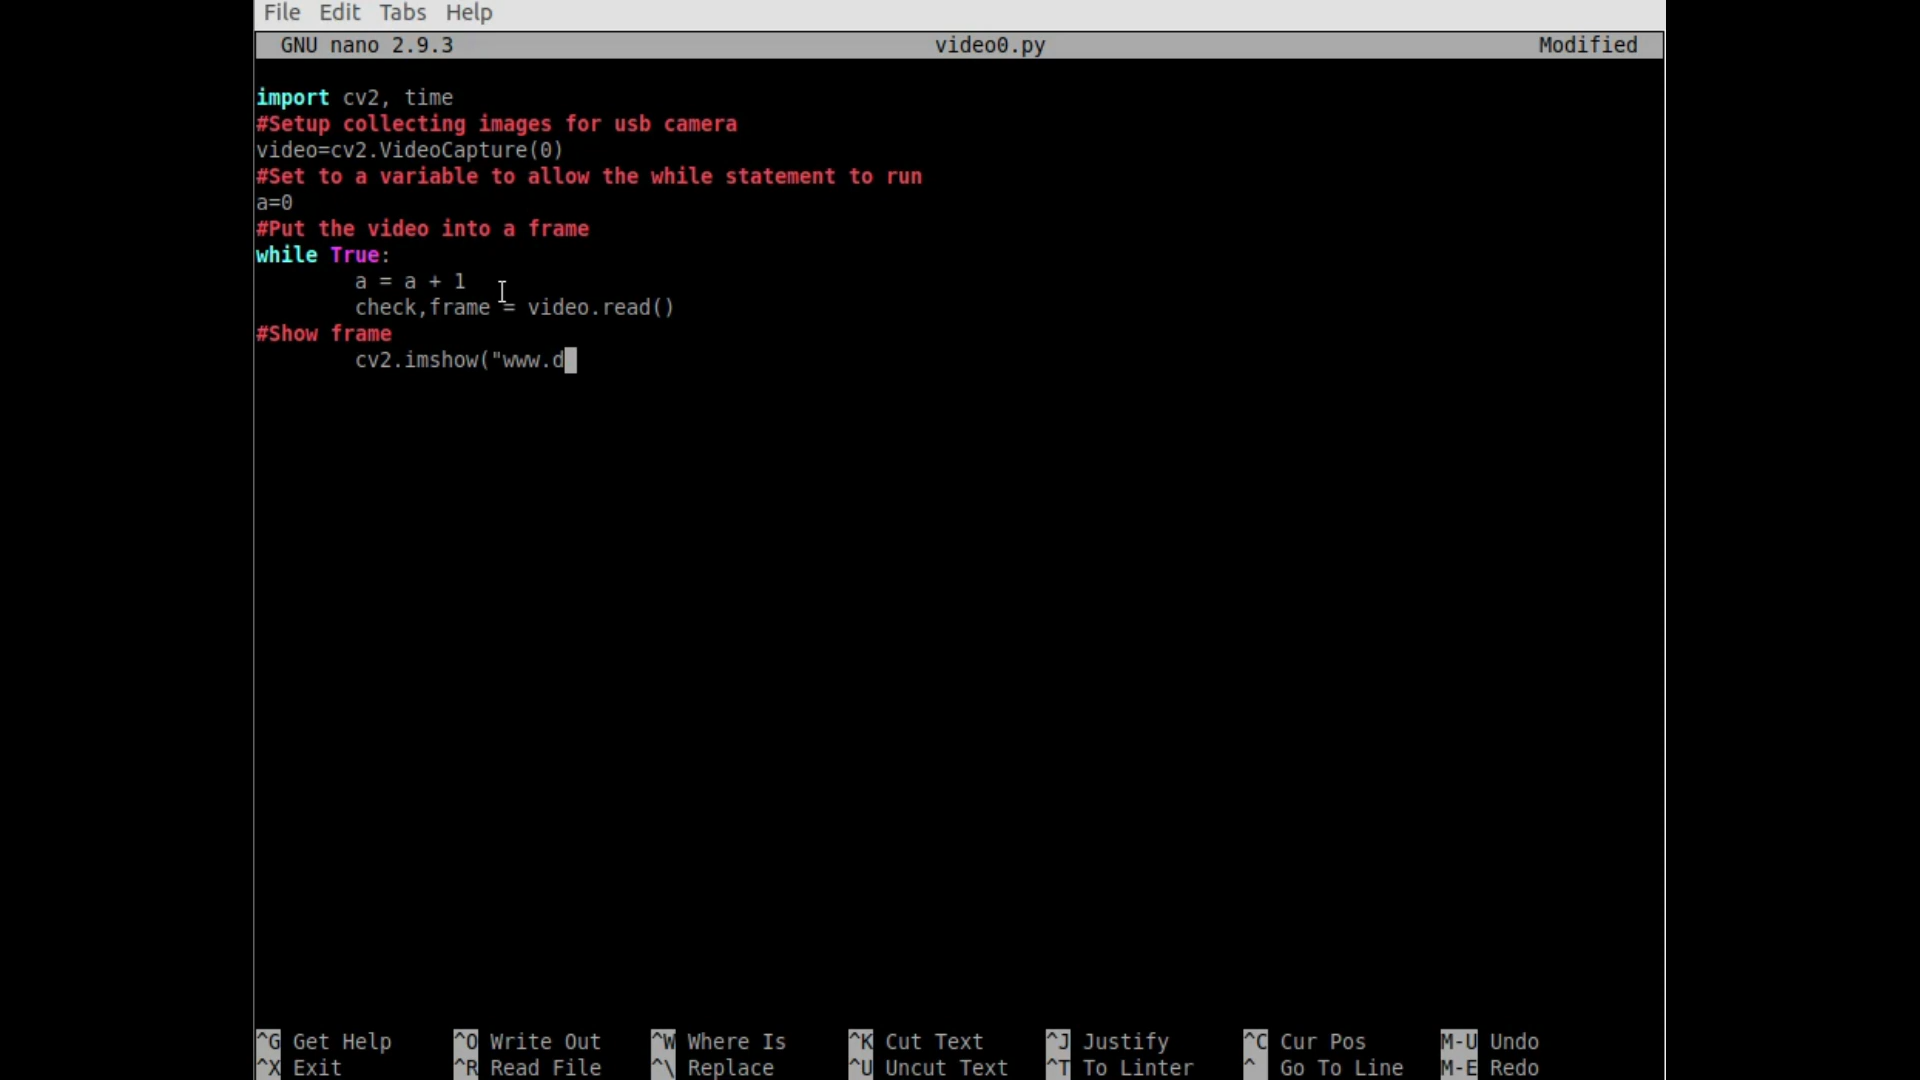 File Edit Tabs Help
GNU nano 2.9.3 video0.py Modified
import cv2, time
#Setup collecting images for usb camera
video=cv2.VideoCapture(0)
#Set to a variable to allow the while statement to run
a=0
#Put the video into a frame
while True:
        a = a + 1
        check,frame = video.read()
#Show frame
        cv2.imshow("www.d
^G Get Help ^O Write Out ^W Where Is ^K Cut Text ^J Justify ^C Cur Pos M-U Undo
^X Exit ^R Read File ^\ Replace ^U Uncut Text ^T To Linter ^ Go To Line M-E Redo